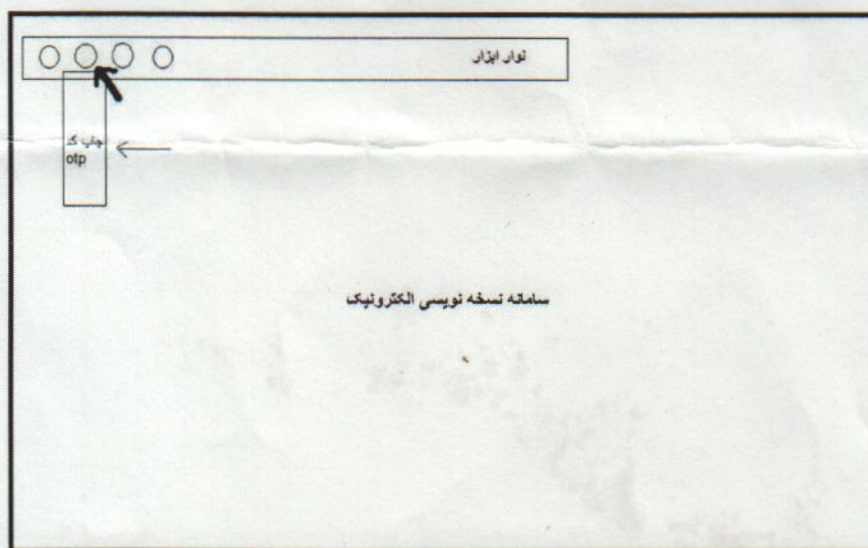 نوار ابزار
چاپ کد
otp
سامانه نسخه نویسی الکترونیک